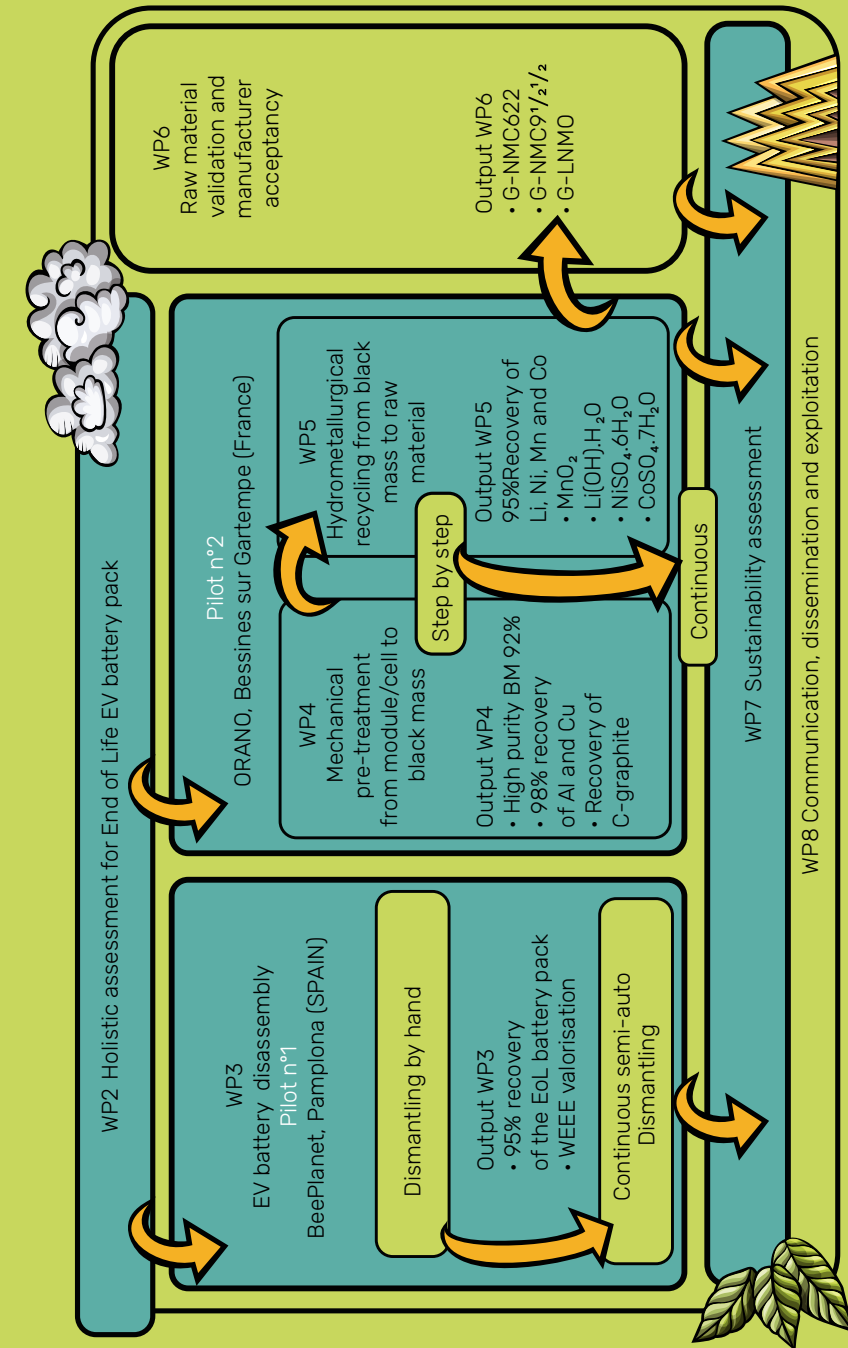 WP2 Holistic assessment for End of Life EV battery pack
WP3
EV battery disassembly
Pilot n°1
BeePlanet, Pamplona (SPAIN)
Dismantling by hand
Output WP3
• 95% recovery
of the EoL battery pack
• WEEE valorisation
Continuous semi-auto
Dismantling
Pilot n°2
ORANO, Bessines sur Gartempe (France)
WP4
Mechanical
pre-treatment
from module/cell to
black mass
Output WP4
• High purity BM 92%
• 98% recovery
of Al and Cu
• Recovery of
C-graphite
Step by step
Continuous
WP5
Hydrometallurgical
recycling from black
mass to raw
material
Output WP5
95%Recovery of
Li, Ni, Mn and Co
• MnO₂
• Li(OH).H₂O
• NiSO₄.6H₂O
• CoSO₄.7H₂O
WP6
Raw material
validation and
manufacturer
acceptancy
Output WP6
• G-NMC622
• G-NMC9¹/₂¹/₂
• G-LNMO
WP7 Sustainability assessment
WP8 Communication, dissemination and exploitation